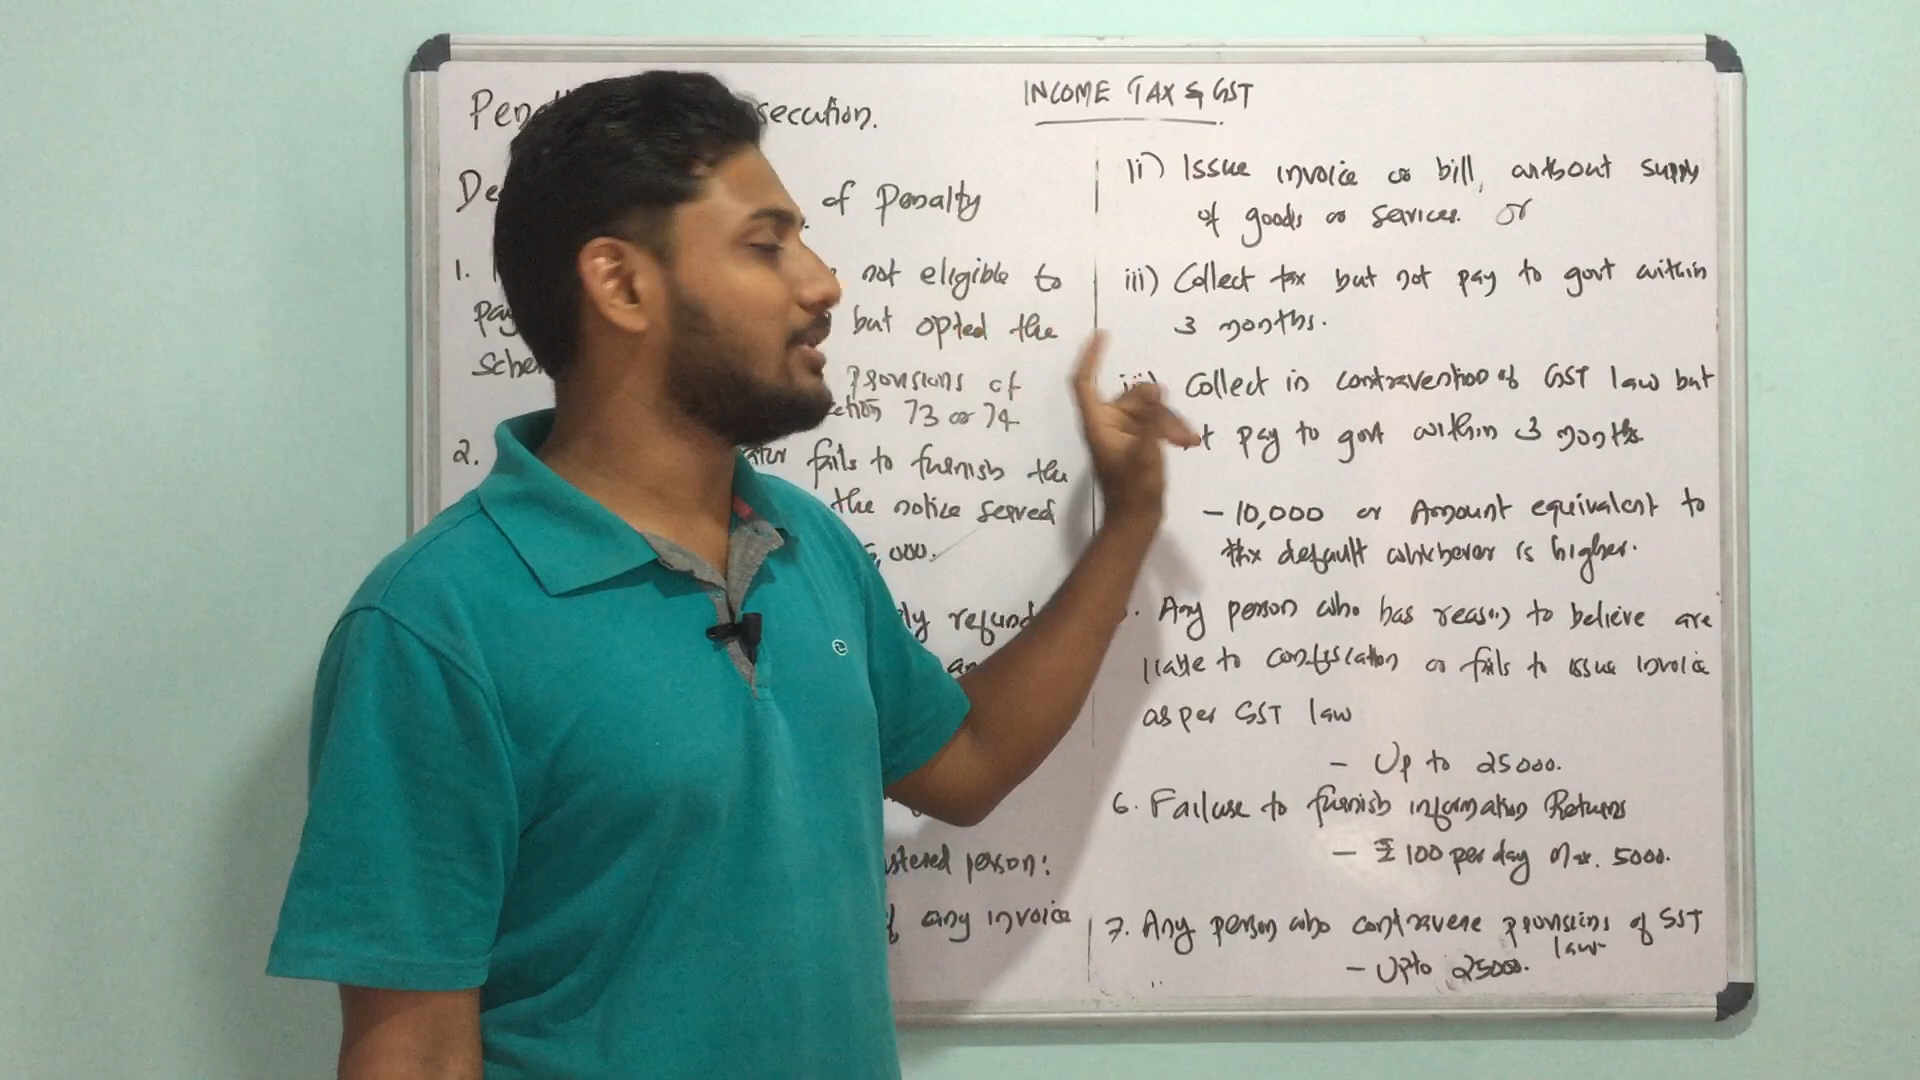 INCOME TAX & GST
Pen secution.
De of Penalty
1. not eligible to
pay but opted the
Sche
Provisions of
ction 73 or 74
2. fails to furnish the
the notice served
5,000.
ly refund
an
stered person:
f any invoice
ii) Issue invoice or bill, without supply
of goods or services. or
iii) Collect tax but not pay to govt within
3 months.
Collect in contravention of GST law but
t pay to govt within 3 months
- 10,000 or Amount equivalent to
tax default whichever is higher.
. Any person who has reason to believe are
liable to confiscation or fails to issue invoice
as per GST law
- Up to 25000.
6. Failure to furnish information Returns
- ₹ 100 per day Max. 5000.
7. Any person who contravene provisions of GST
law
- Upto 25000.